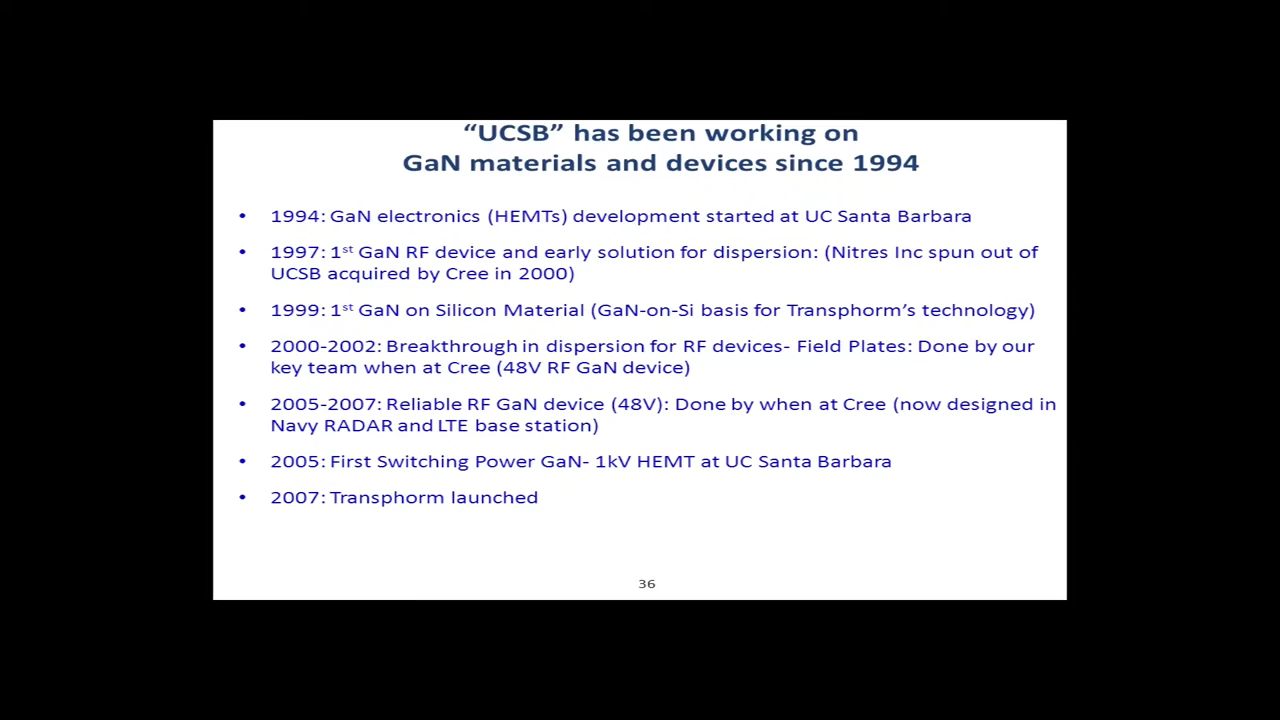 “UCSB” has been working on
GaN materials and devices since 1994
• 1994: GaN electronics (HEMTs) development started at UC Santa Barbara
• 1997: 1st GaN RF device and early solution for dispersion: (Nitres Inc spun out of
UCSB acquired by Cree in 2000)
• 1999: 1st GaN on Silicon Material (GaN-on-Si basis for Transphorm’s technology)
• 2000-2002: Breakthrough in dispersion for RF devices- Field Plates: Done by our
key team when at Cree (48V RF GaN device)
• 2005-2007: Reliable RF GaN device (48V): Done by when at Cree (now designed in
Navy RADAR and LTE base station)
• 2005: First Switching Power GaN- 1kV HEMT at UC Santa Barbara
• 2007: Transphorm launched
36